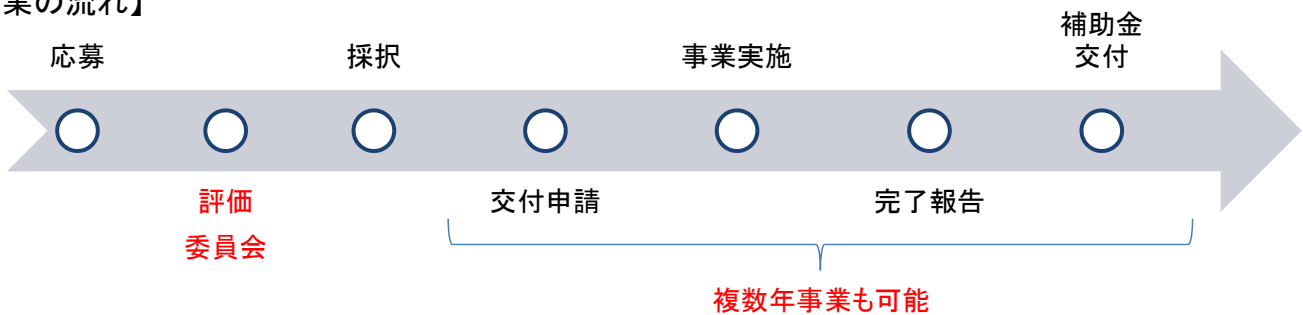 業の流れ】
応募
評価
委員会
採択
交付申請
事業実施
完了報告
補助金
交付
複数年事業も可能